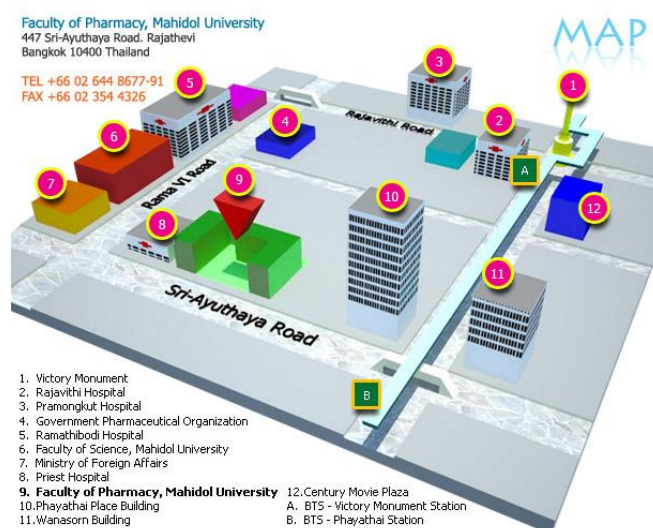 Faculty of Pharmacy, Mahidol University
447 Sri-Ayuthaya Road. Rajathevi
Bangkok 10400 Thailand
TEL +66 02 644 8677-91
FAX +66 02 354 4326
MAP
1
3
5
2
Rajavithi Road
4
6
A
Rama VI Road
7
9
10
12
8
11
Sri-Ayuthaya Road
B
1. Victory Monument
2. Rajavithi Hospital
3. Pramongkut Hospital
4. Government Pharmaceutical Organization
5. Ramathibodi Hospital
6. Faculty of Science, Mahidol University
7. Ministry of Foreign Affairs
8. Priest Hospital
9. Faculty of Pharmacy, Mahidol University
10.Phayathai Place Building
11.Wanasorn Building
12.Century Movie Plaza
A. BTS - Victory Monument Station
B. BTS - Phayathai Station